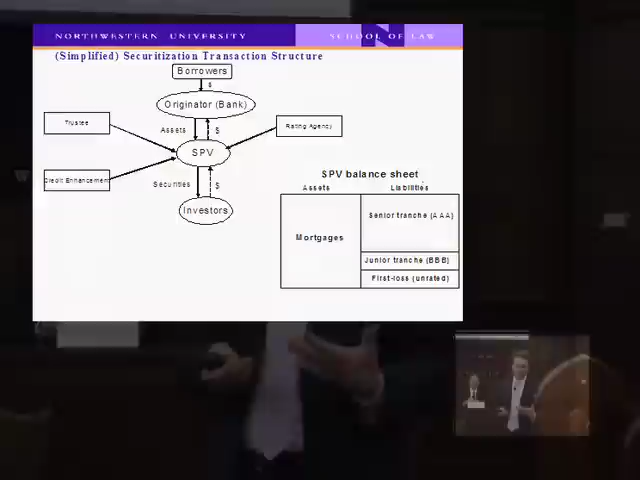 NORTHWESTERN UNIVERSITY SCHOOL OF LAW
(Simplified) Securitization Transaction Structure
Borrowers
$
Originator (Bank)
Trustee
Assets
$
Rating Agency
SPV
Credit Enhancement
Securities
$
Investors
SPV balance sheet
Assets
Liabilities
Mortgages
Senior tranche (AAA)
Junior tranche (BBB)
First-loss (unrated)